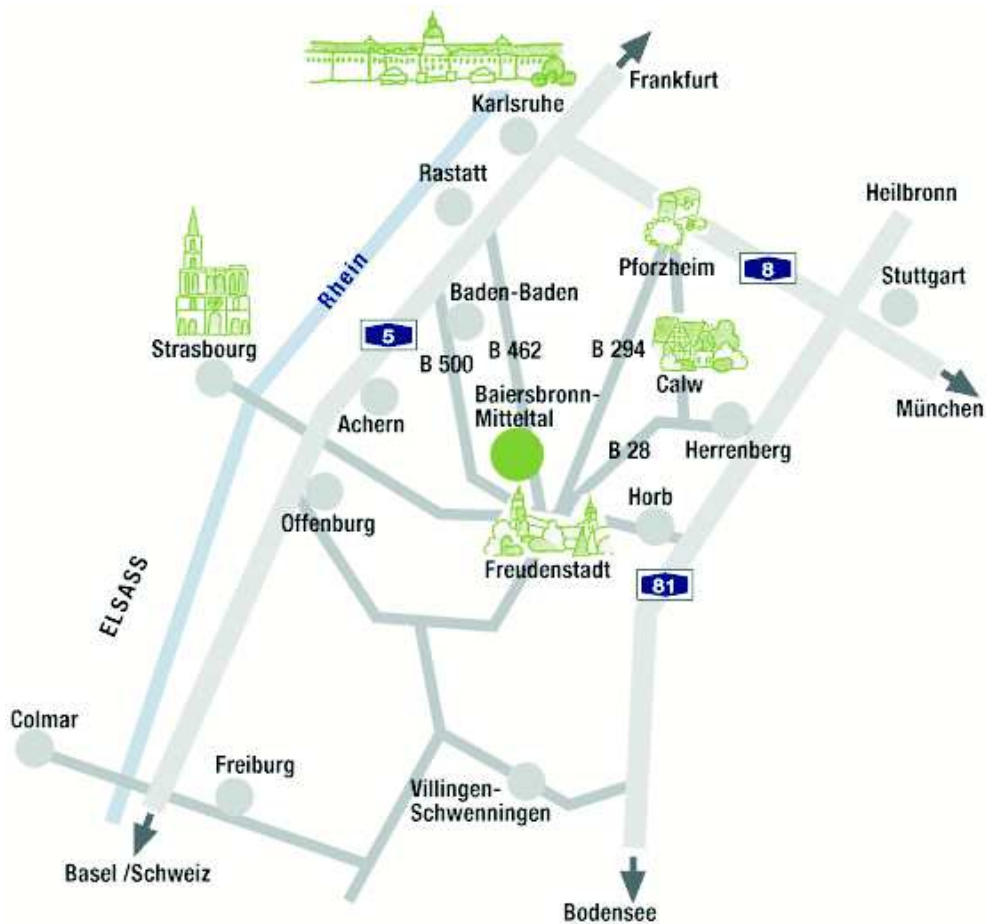 Frankfurt
Karlsruhe
Rastatt
Heilbronn
Pforzheim
8
Stuttgart
Rhein
Baden-Baden
5
Strasbourg
B 500
B 462
B 294
Calw
München
Baiersbronn-
Mitteltal
Achern
B 28
Herrenberg
Horb
Offenburg
Freudenstadt
81
ELSASS
Colmar
Freiburg
Villingen-
Schwenningen
Basel /Schweiz
Bodensee